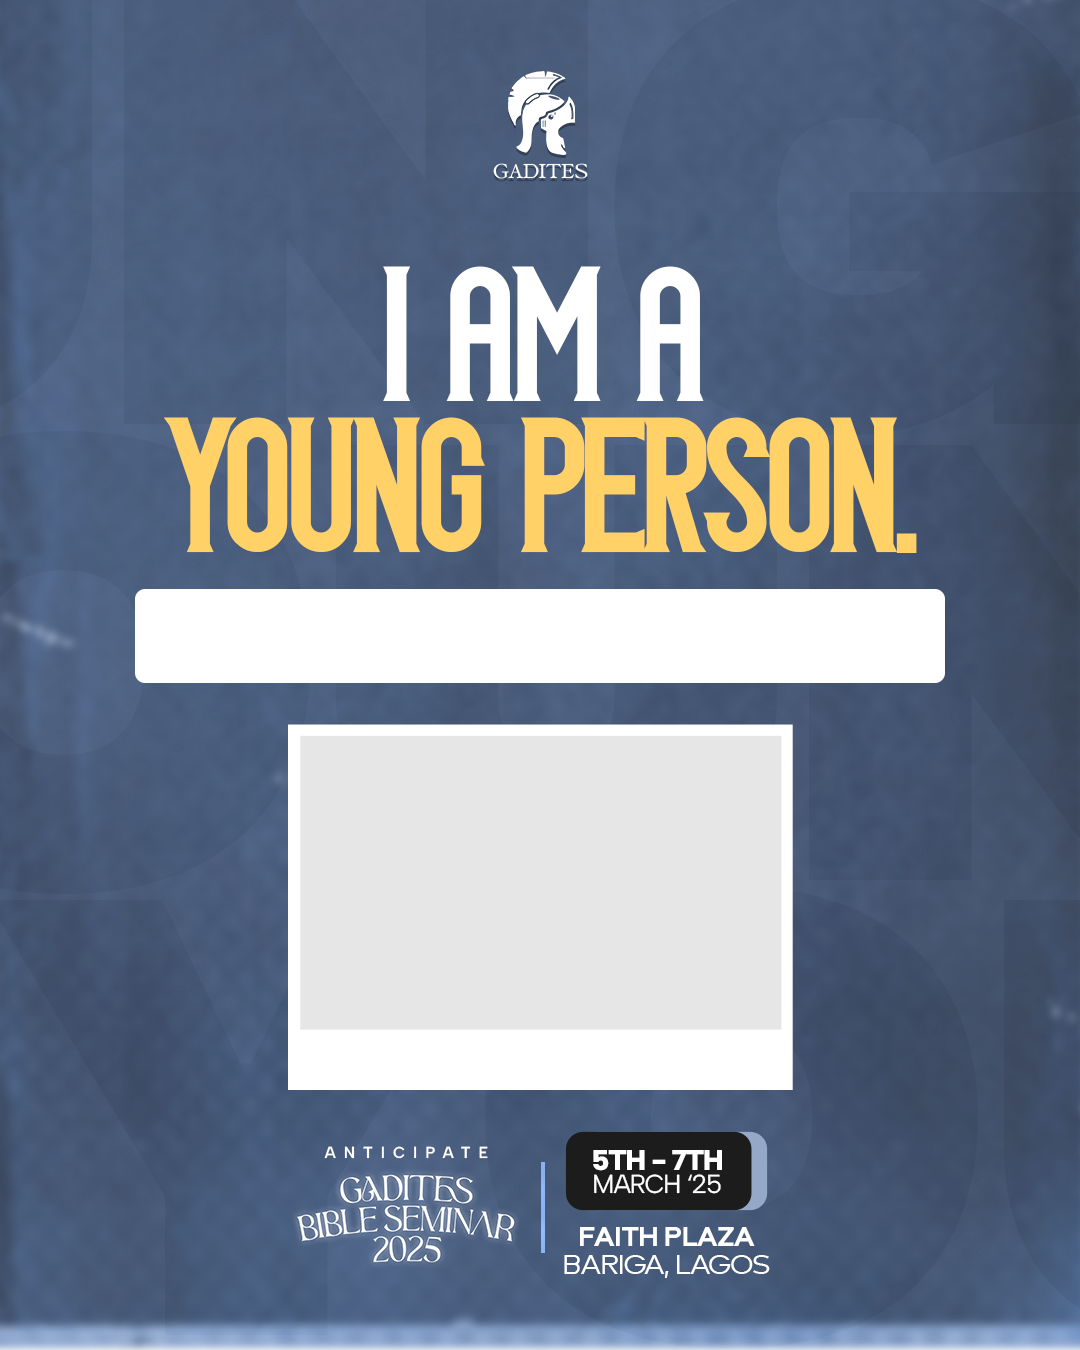 GADITES
I AM A
YOUNG PERSON.
ANTICIPATE
GADITES
BIBLE SEMINAR
2025
5TH - 7TH
MARCH ‘25
FAITH PLAZA
BARIGA, LAGOS